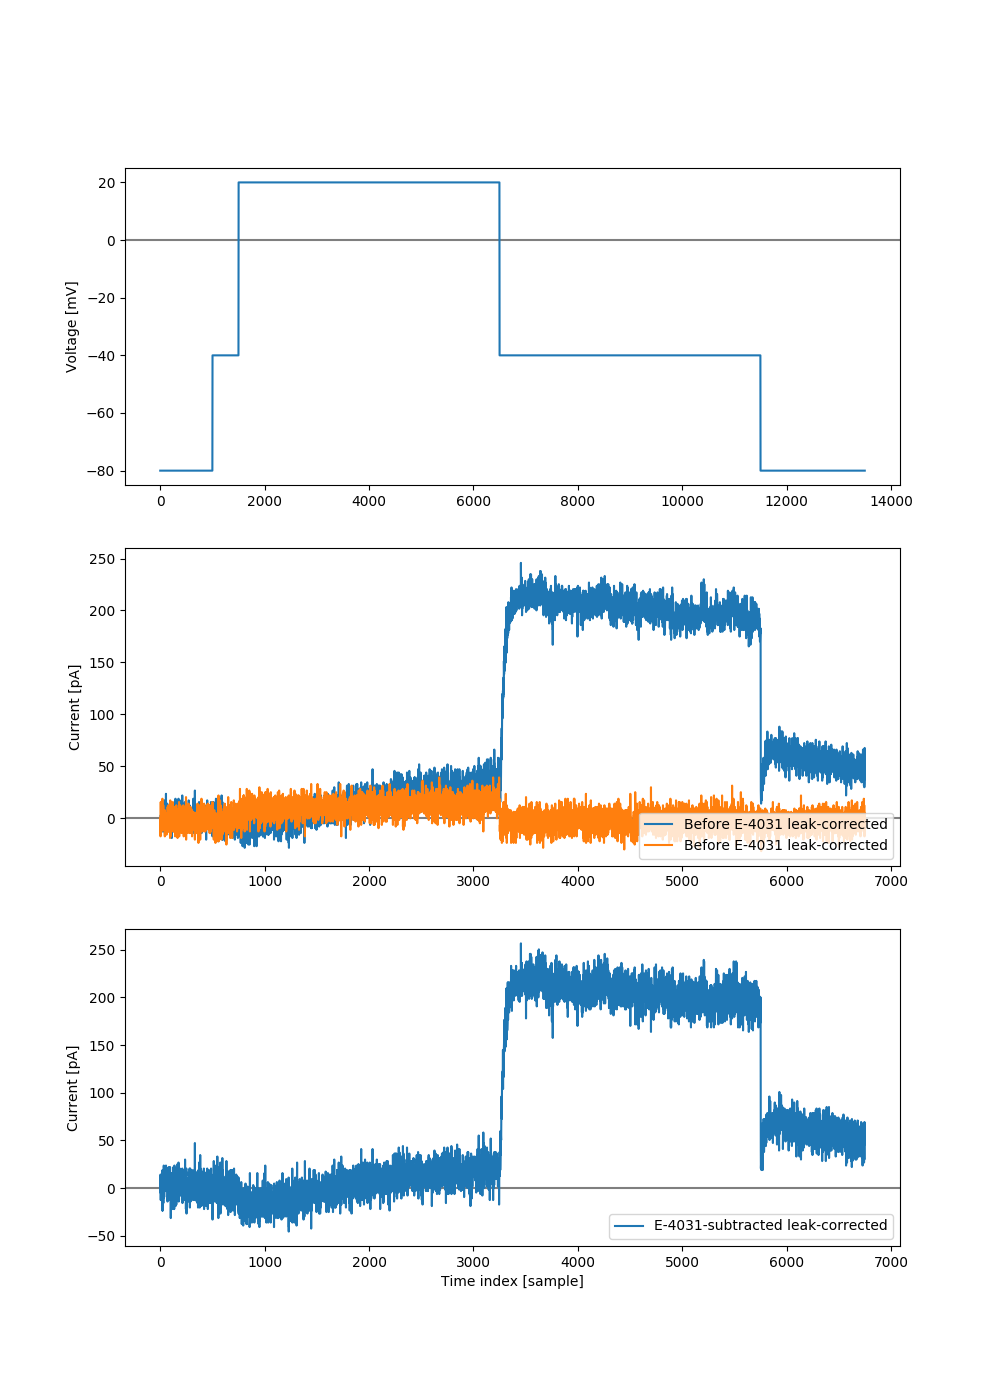 20
0
−20
−40
−60
−80
Voltage [mV]
0 2000 4000 6000 8000 10000 12000 14000
250
200
150
100
50
0
Current [pA]
Before E-4031 leak-corrected
Before E-4031 leak-corrected
0 1000 2000 3000 4000 5000 6000 7000
250
200
150
100
50
0
−50
Current [pA]
E-4031-subtracted leak-corrected
0 1000 2000 3000 4000 5000 6000 7000
Time index [sample]